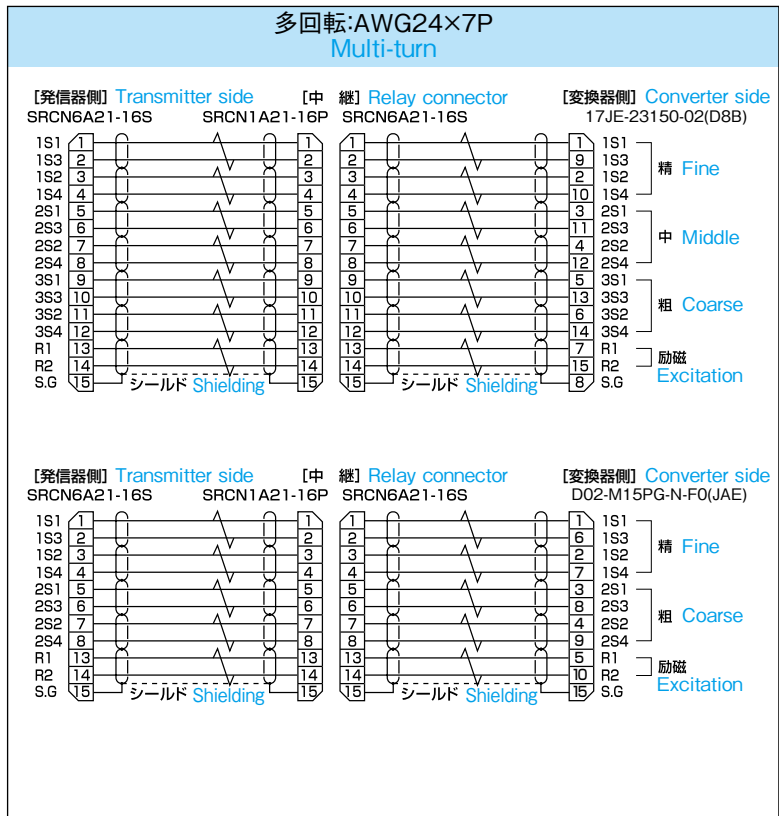 多回転:AWG24×7P
Multi-turn
[発信器側] Transmitter side [中 継] Relay connector [変換器側] Converter side
SRCN6A21-16S SRCN1A21-16P SRCN6A21-16S 17JE-23150-02(D8B)
1S1 1 1 1 1 1S1
1S3 2 2 2 9 1S3
精 Fine
1S2 3 3 3 2 1S2
1S4 4 4 4 10 1S4
2S1 5 5 5 3 2S1
2S3 6 6 6 11 2S3
中 Middle
2S2 7 7 7 4 2S2
2S4 8 8 8 12 2S4
3S1 9 9 9 5 3S1
3S3 10 10 10 13 3S3
粗 Coarse
3S2 11 11 11 6 3S2
3S4 12 12 12 14 3S4
R1 13 13 13 7 R1
励磁
R2 14 14 14 15 R2
Excitation
S.G 15 シールド Shielding 15 15 シールド Shielding 8 S.G
[発信器側] Transmitter side [中 継] Relay connector [変換器側] Converter side
SRCN6A21-16S SRCN1A21-16P SRCN6A21-16S D02-M15PG-N-F0(JAE)
1S1 1 1 1 1 1S1
1S3 2 2 2 6 1S3
精 Fine
1S2 3 3 3 2 1S2
1S4 4 4 4 7 1S4
2S1 5 5 5 3 2S1
2S3 6 6 6 8 2S3
粗 Coarse
2S2 7 7 7 4 2S2
2S4 8 8 8 9 2S4
R1 13 13 13 5 R1
励磁
R2 14 14 14 10 R2
Excitation
S.G 15 シールド Shielding 15 15 シールド Shielding 15 S.G